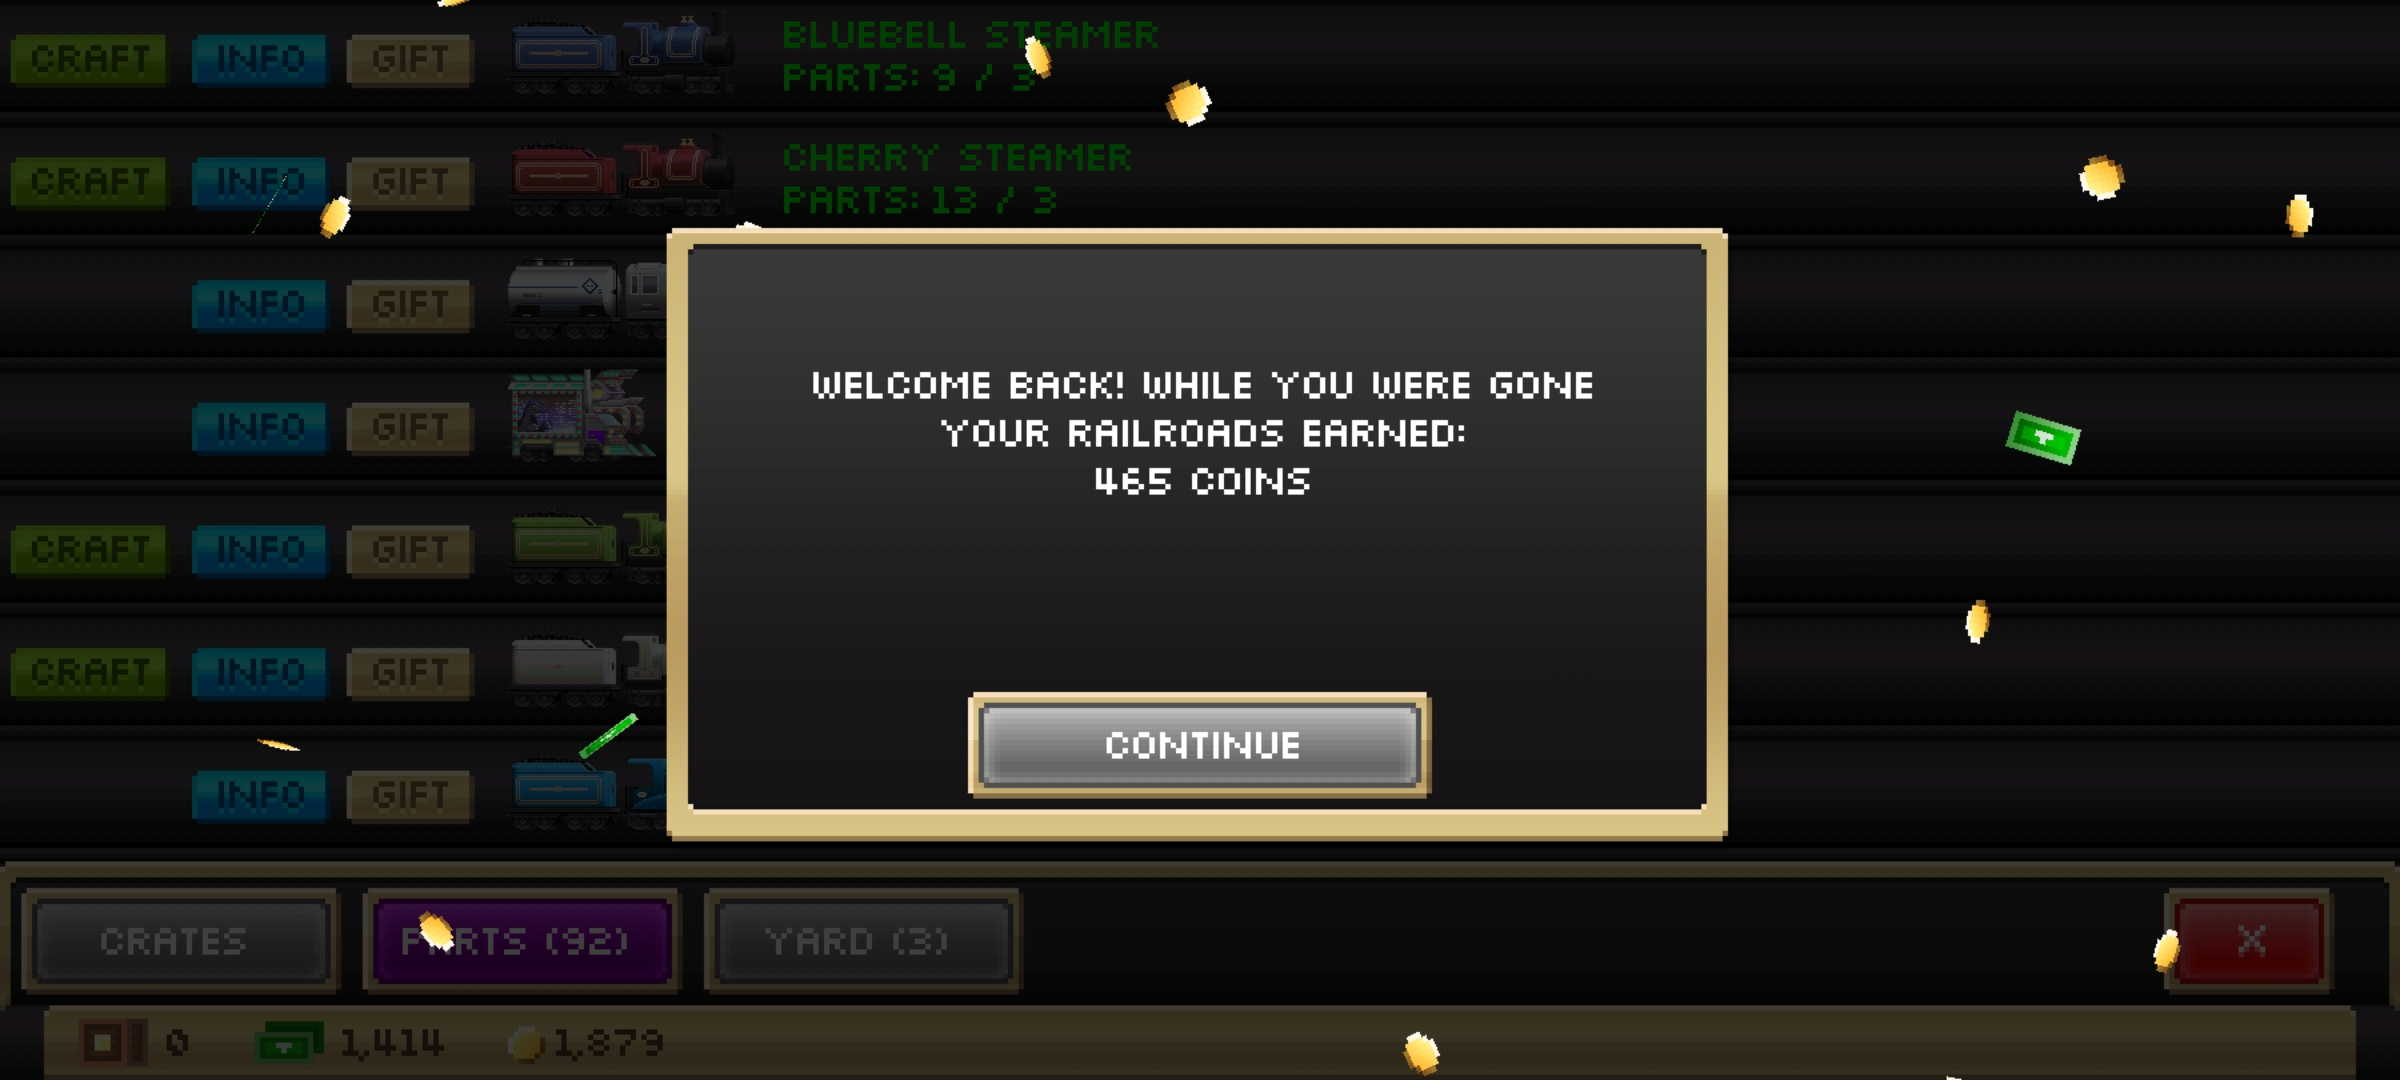 CRAFT INFO GIFT BLUEBELL STEAMER
PARTS: 9 / 3
CRAFT INFO GIFT CHERRY STEAMER
PARTS: 13 / 3
INFO GIFT
INFO GIFT
CRAFT INFO GIFT
CRAFT INFO GIFT
INFO GIFT
WELCOME BACK! WHILE YOU WERE GONE
YOUR RAILROADS EARNED:
465 COINS
CONTINUE
CRATES PARTS (92) YARD (3) X
0 1,414 1,879